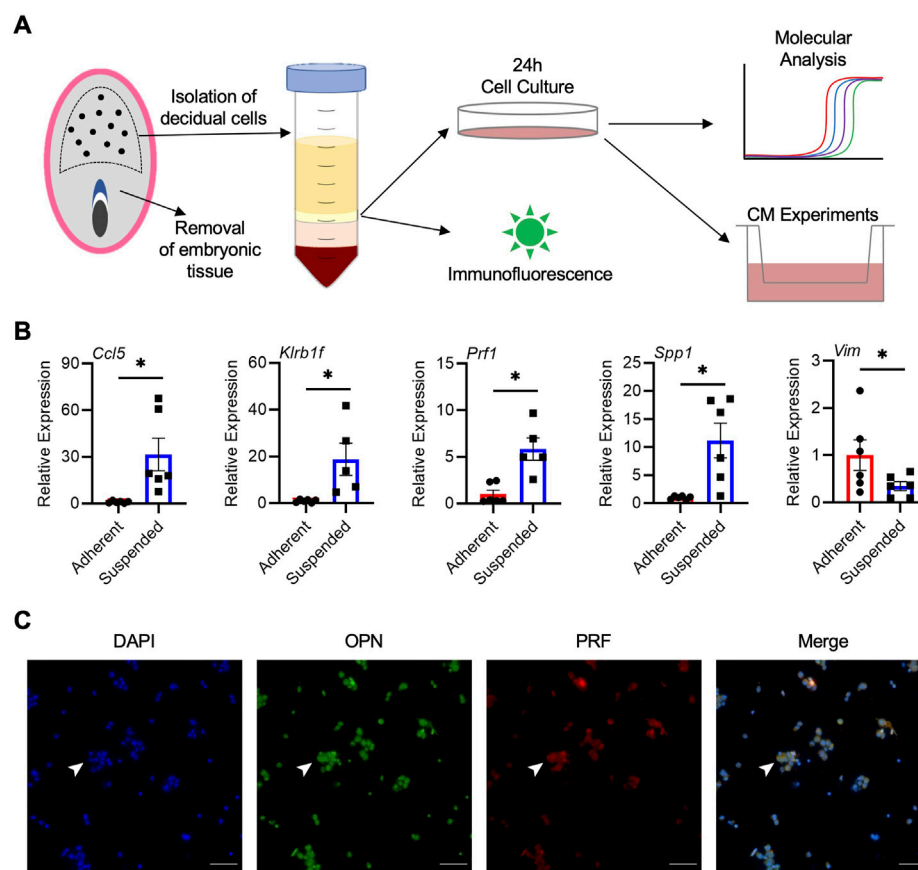 A
Isolation of
decidual cells
Removal
of embryonic
tissue
24h
Cell Culture
Immunofluorescence
Molecular
Analysis
CM Experiments
B
Ccl5
Relative Expression
90
60
30
0
Adherent
Suspended
Klrb1f
Relative Expression
60
40
20
0
Adherent
Suspended
Prf1
Relative Expression
15
10
5
0
Adherent
Suspended
Spp1
Relative Expression
25
20
15
10
5
0
Adherent
Suspended
Vim
Relative Expression
3
2
1
0
Adherent
Suspended
*
*
*
*
*
C
DAPI
OPN
PRF
Merge